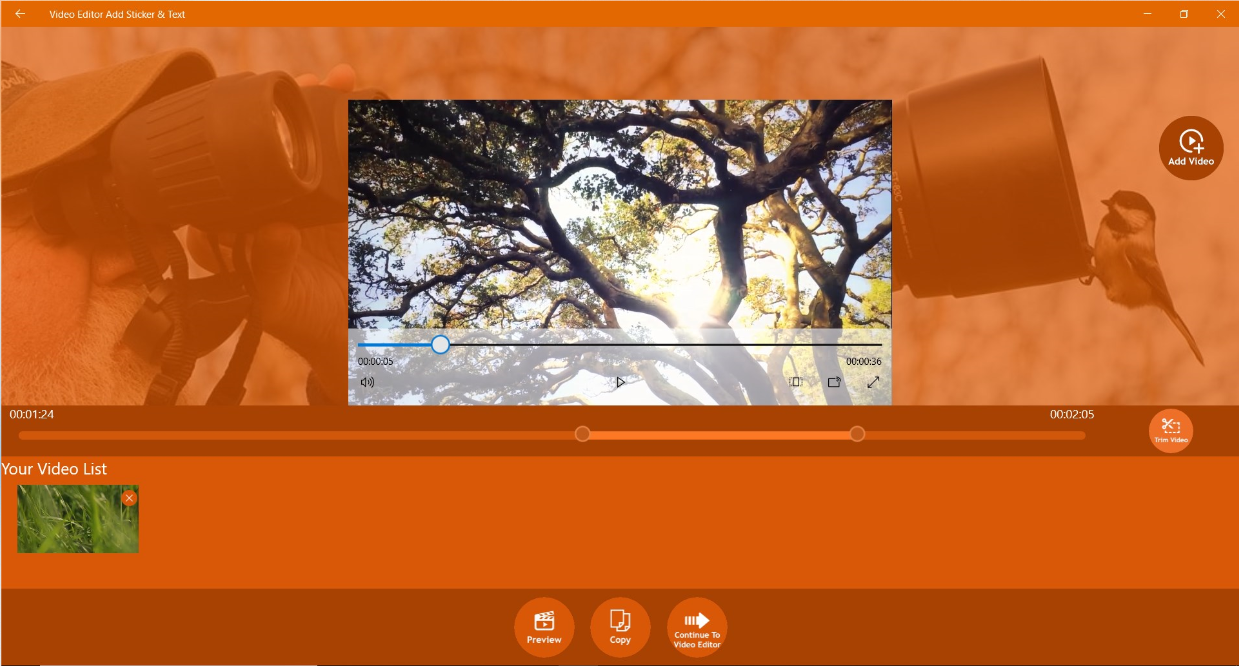 Video Editor Add Sticker & Text
Add Video
00:00:05
00:00:36
00:01:24
00:02:05
Trim Video
Your Video List
Preview
Copy
Continue To
Video Editor